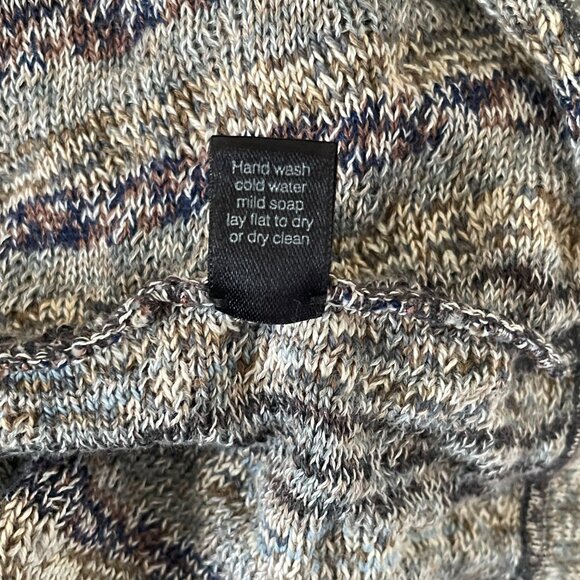 Hand wash
cold water
mild soap
lay flat to dry
or dry clean